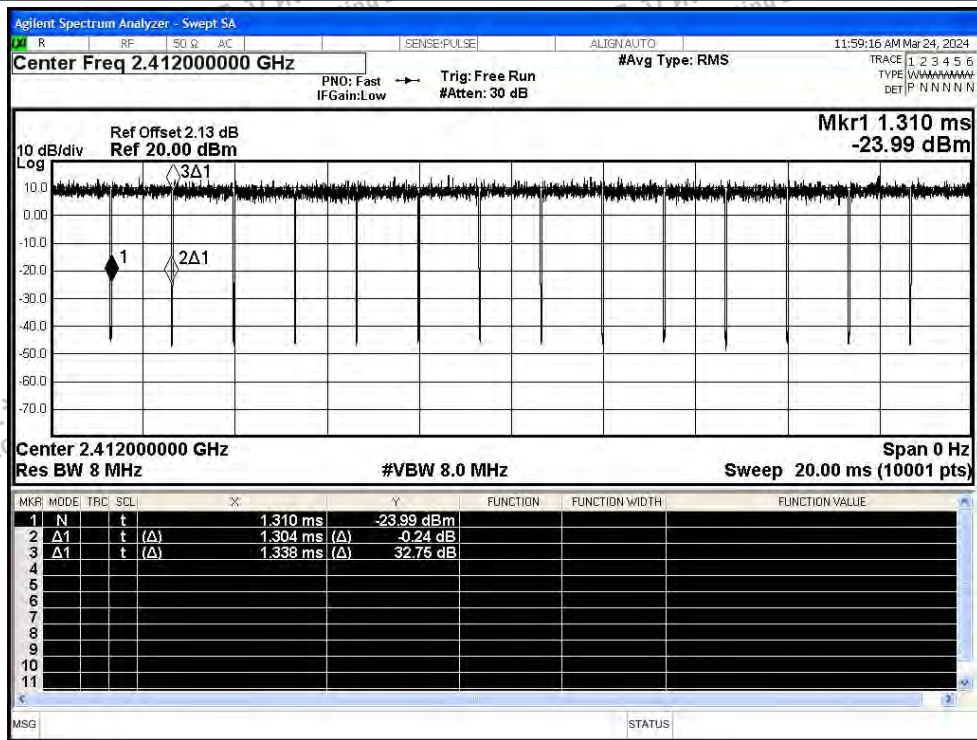 Agilent Spectrum Analyzer - Swept SA
LXI R RF 50 Ω AC SENSE:PULSE ALIGN AUTO 11:59:16 AM Mar 24, 2024
Center Freq 2.412000000 GHz
#Avg Type: RMS
TRACE 1 2 3 4 5 6
TYPE
DET P N N N N N
PNO: Fast
IFGain:Low
Trig: Free Run
#Atten: 30 dB
Mkr1 1.310 ms
-23.99 dBm
Ref Offset 2.13 dB
10 dB/div Ref 20.00 dBm
Log
3Δ1
10.0
0.00
-10.0
1
2Δ1
-20.0
-30.0
-40.0
-50.0
-60.0
-70.0
Center 2.412000000 GHz Span 0 Hz
Res BW 8 MHz #VBW 8.0 MHz Sweep 20.00 ms (10001 pts)
MKR MODE TRC SCL X Y FUNCTION FUNCTION WIDTH FUNCTION VALUE
1 N t 1.310 ms -23.99 dBm
2 Δ1 t (Δ) 1.304 ms (Δ) -0.24 dB
3 Δ1 t (Δ) 1.338 ms (Δ) 32.75 dB
4
5
6
7
8
9
10
11
MSG STATUS